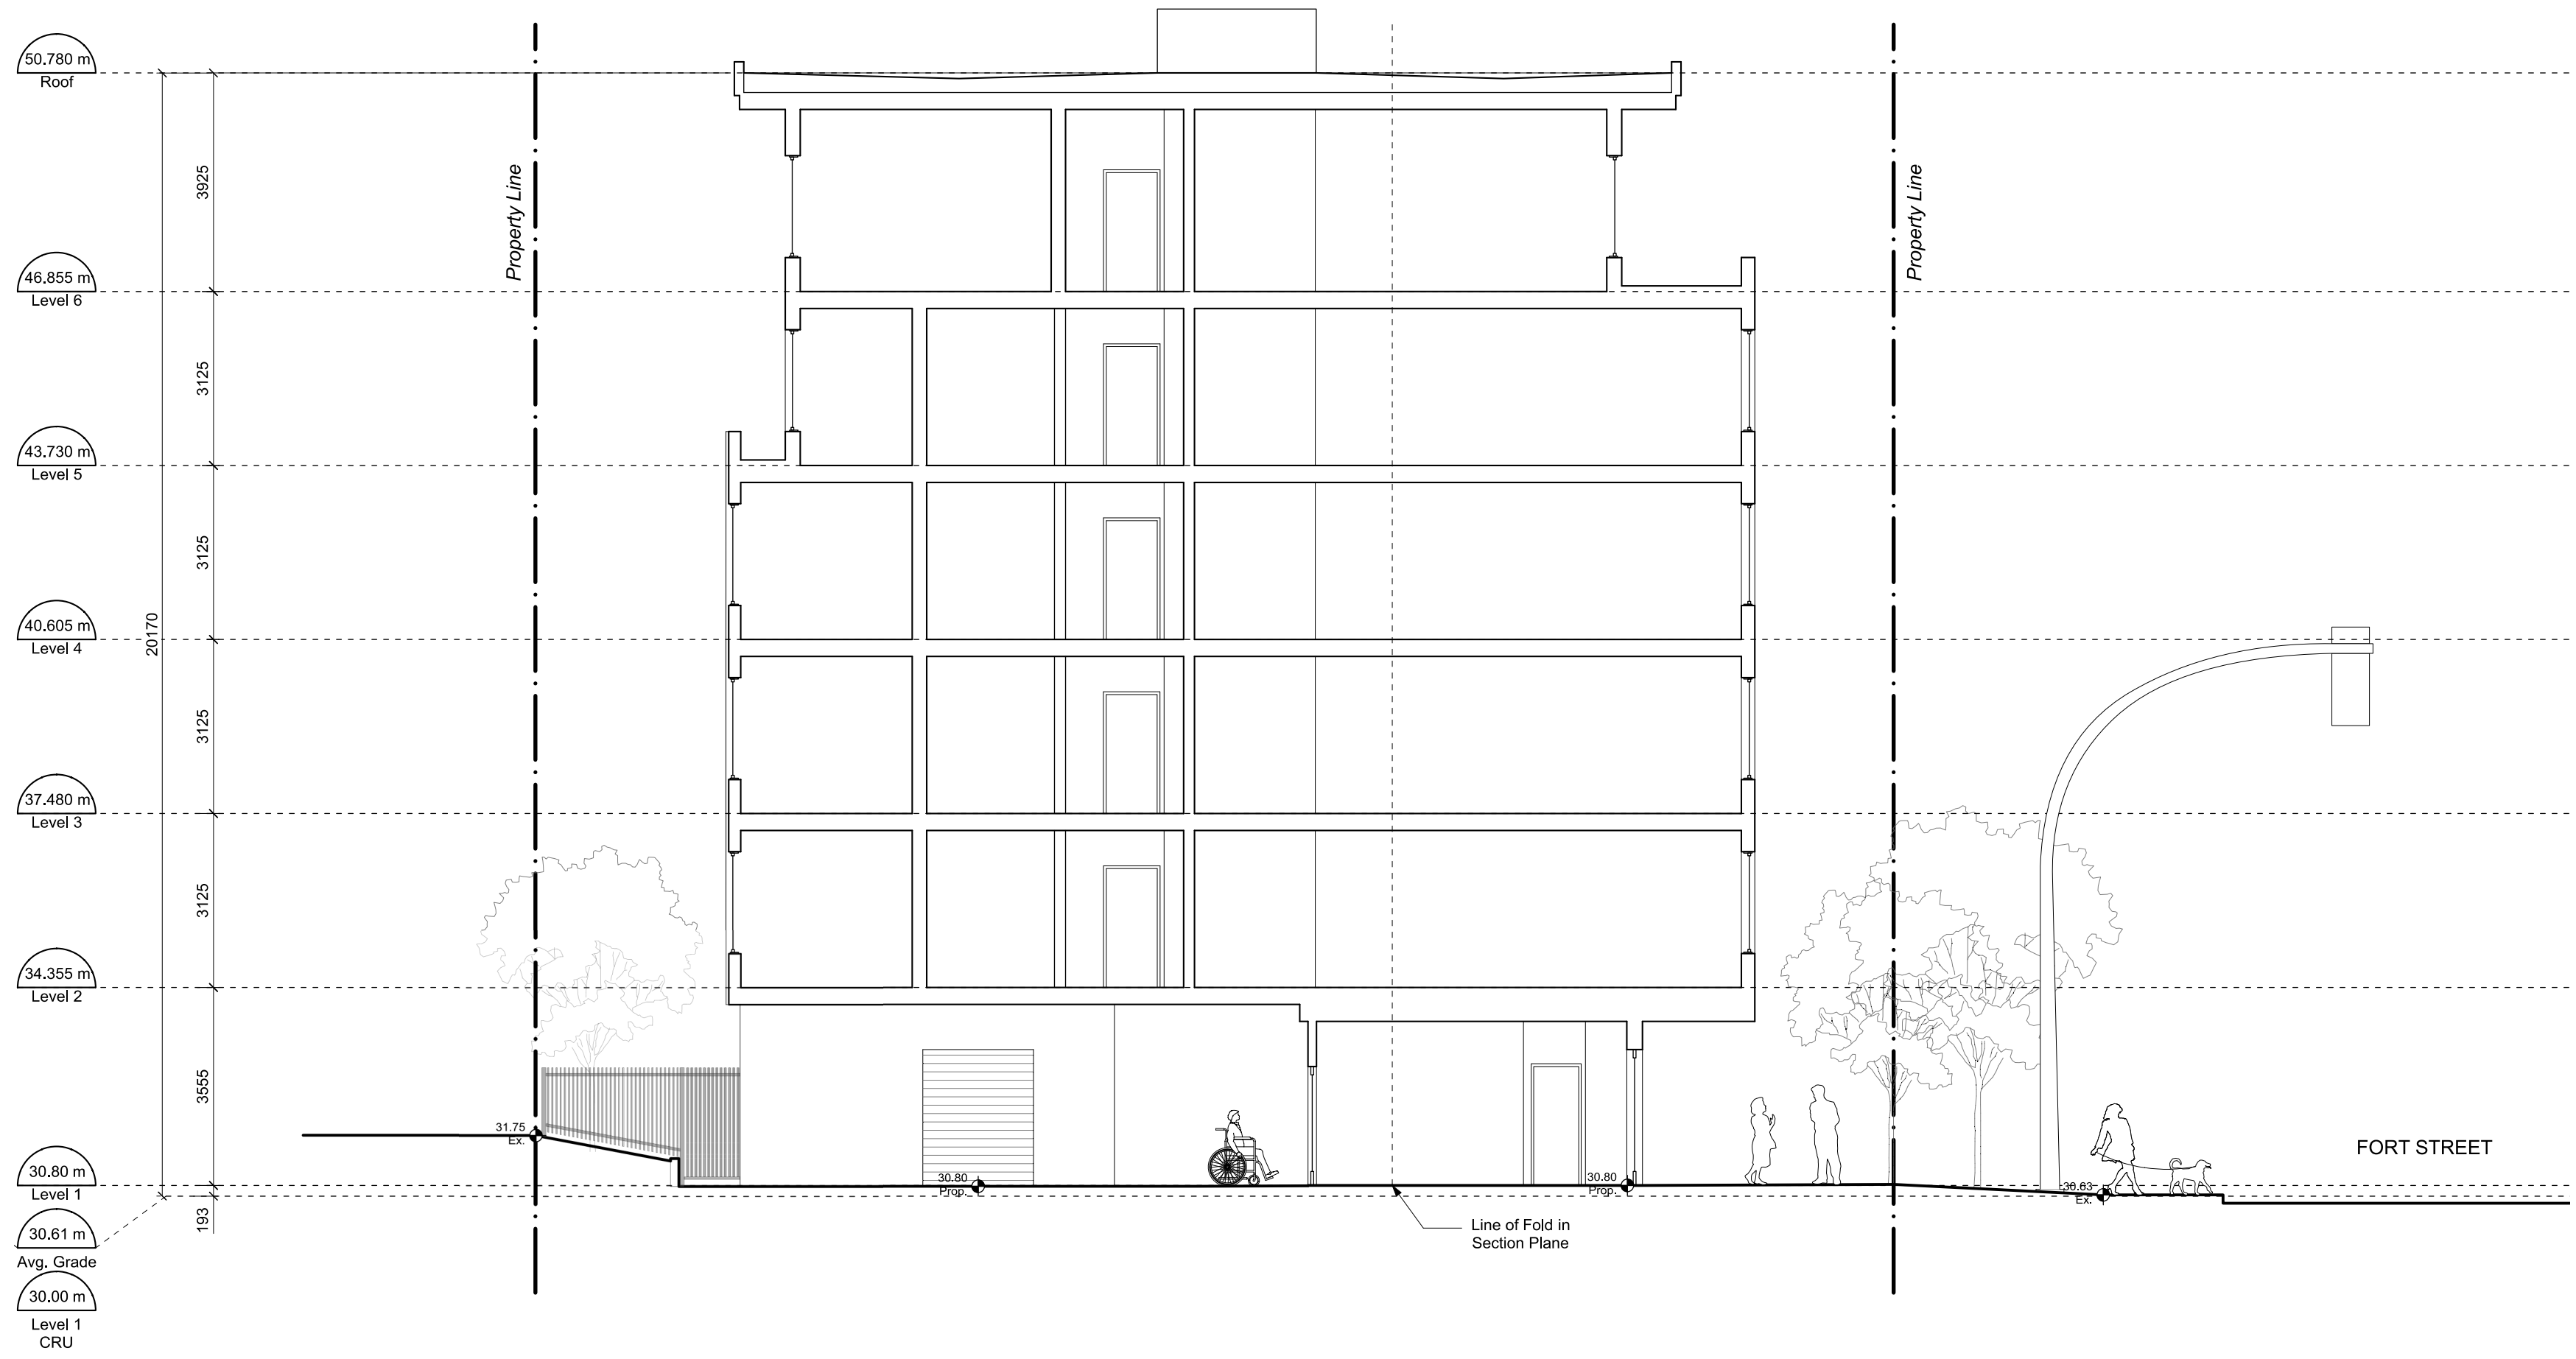 50.780 m
Roof
3925
Property Line
Property Line
46.855 m
Level 6
3125
43.730 m
Level 5
3125
40.605 m
Level 4
20170
3125
37.480 m
Level 3
3125
34.355 m
Level 2
3555
31.75
Ex.
FORT STREET
30.80 m
Level 1
30.80
Prop.
30.80
Prop.
30.63
Ex.
193
30.61 m
Avg. Grade
Line of Fold in
Section Plane
30.00 m
Level 1
CRU